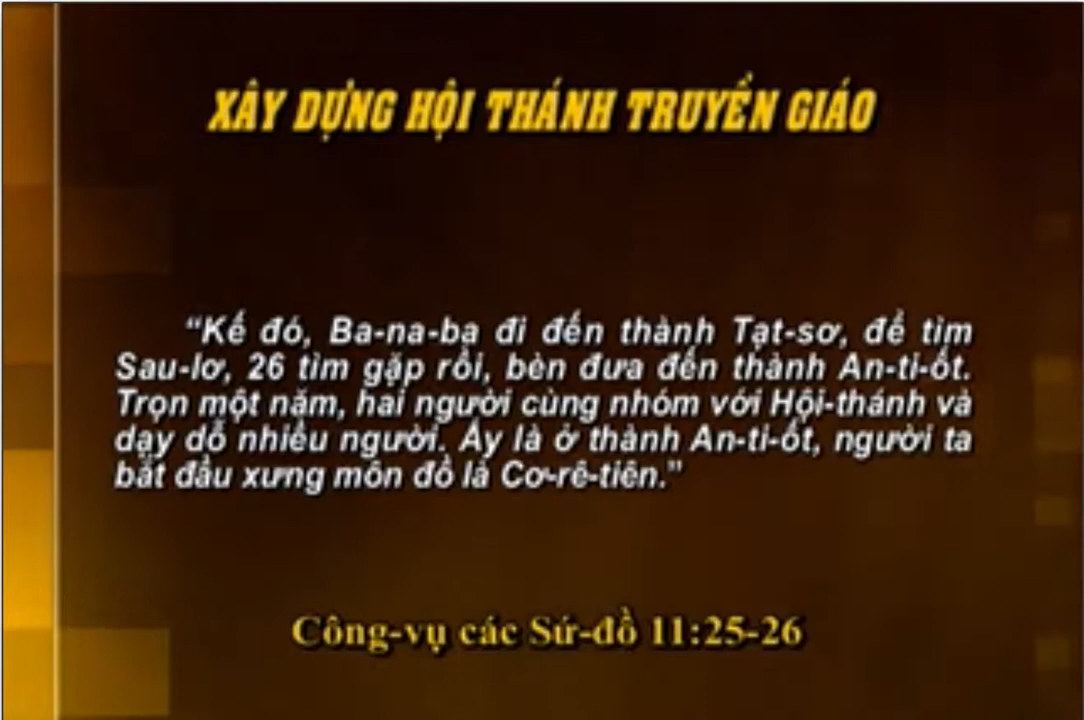 XÂY DỰNG HỘI THÁNH TRUYỀN GIÁO
“Kế đó, Ba-na-ba đi đến thành Tạt-sơ, để tìm
Sau-lơ, 26 tìm gặp rồi, bèn đưa đến thành An-ti-ốt.
Trọn một năm, hai người cùng nhóm với Hội-thánh và
dạy dỗ nhiều người. Ấy là ở thành An-ti-ốt, người ta
bắt đầu xưng môn đồ là Cơ-rê-tiên.”
Công-vụ các Sứ-đồ 11:25-26